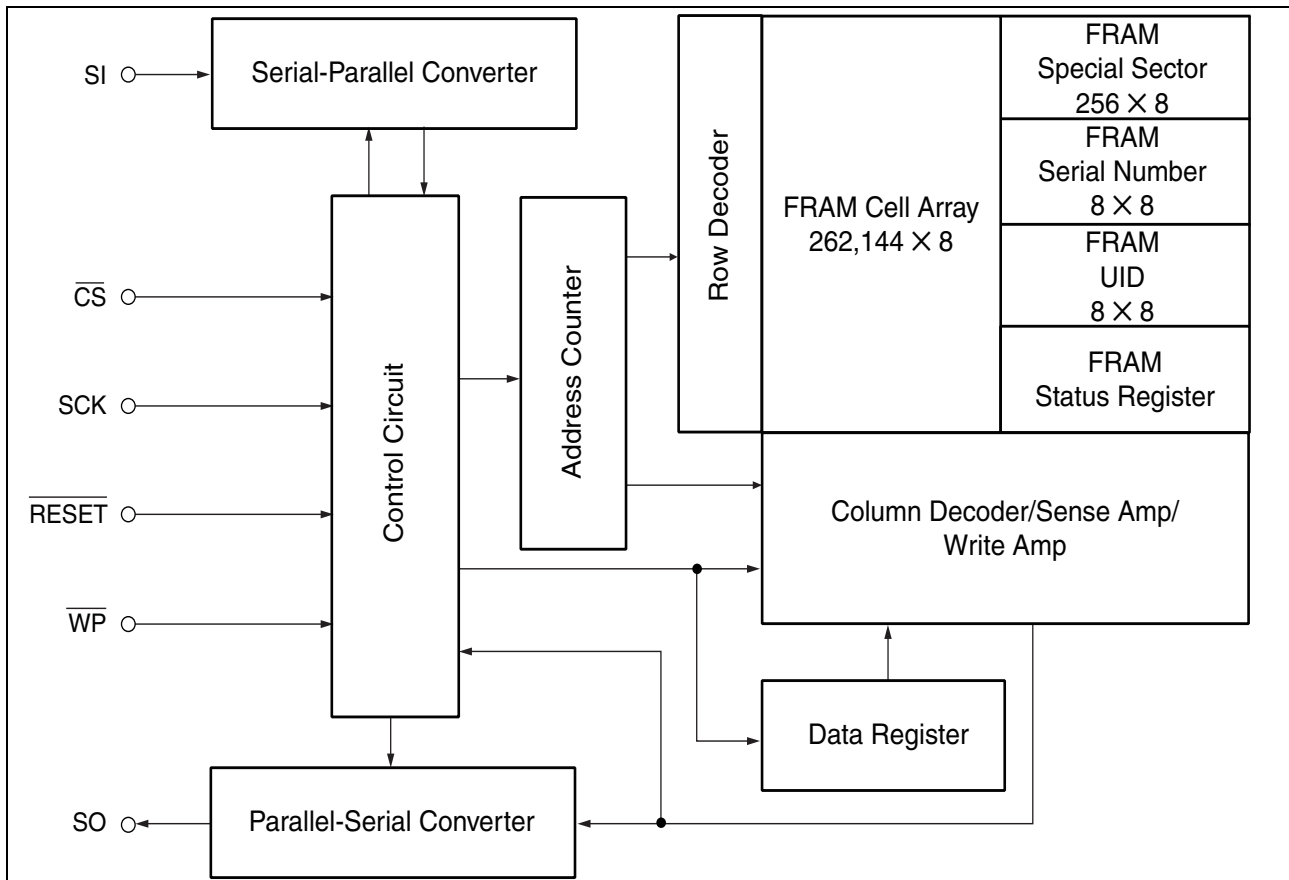 SI
Serial-Parallel Converter
CS
SCK
RESET
WP
Control Circuit
Address Counter
Row Decoder
FRAM Cell Array
262,144 × 8
FRAM
Special Sector
256 × 8
FRAM
Serial Number
8 × 8
FRAM
UID
8 × 8
FRAM
Status Register
Column Decoder/Sense Amp/
Write Amp
Data Register
SO
Parallel-Serial Converter